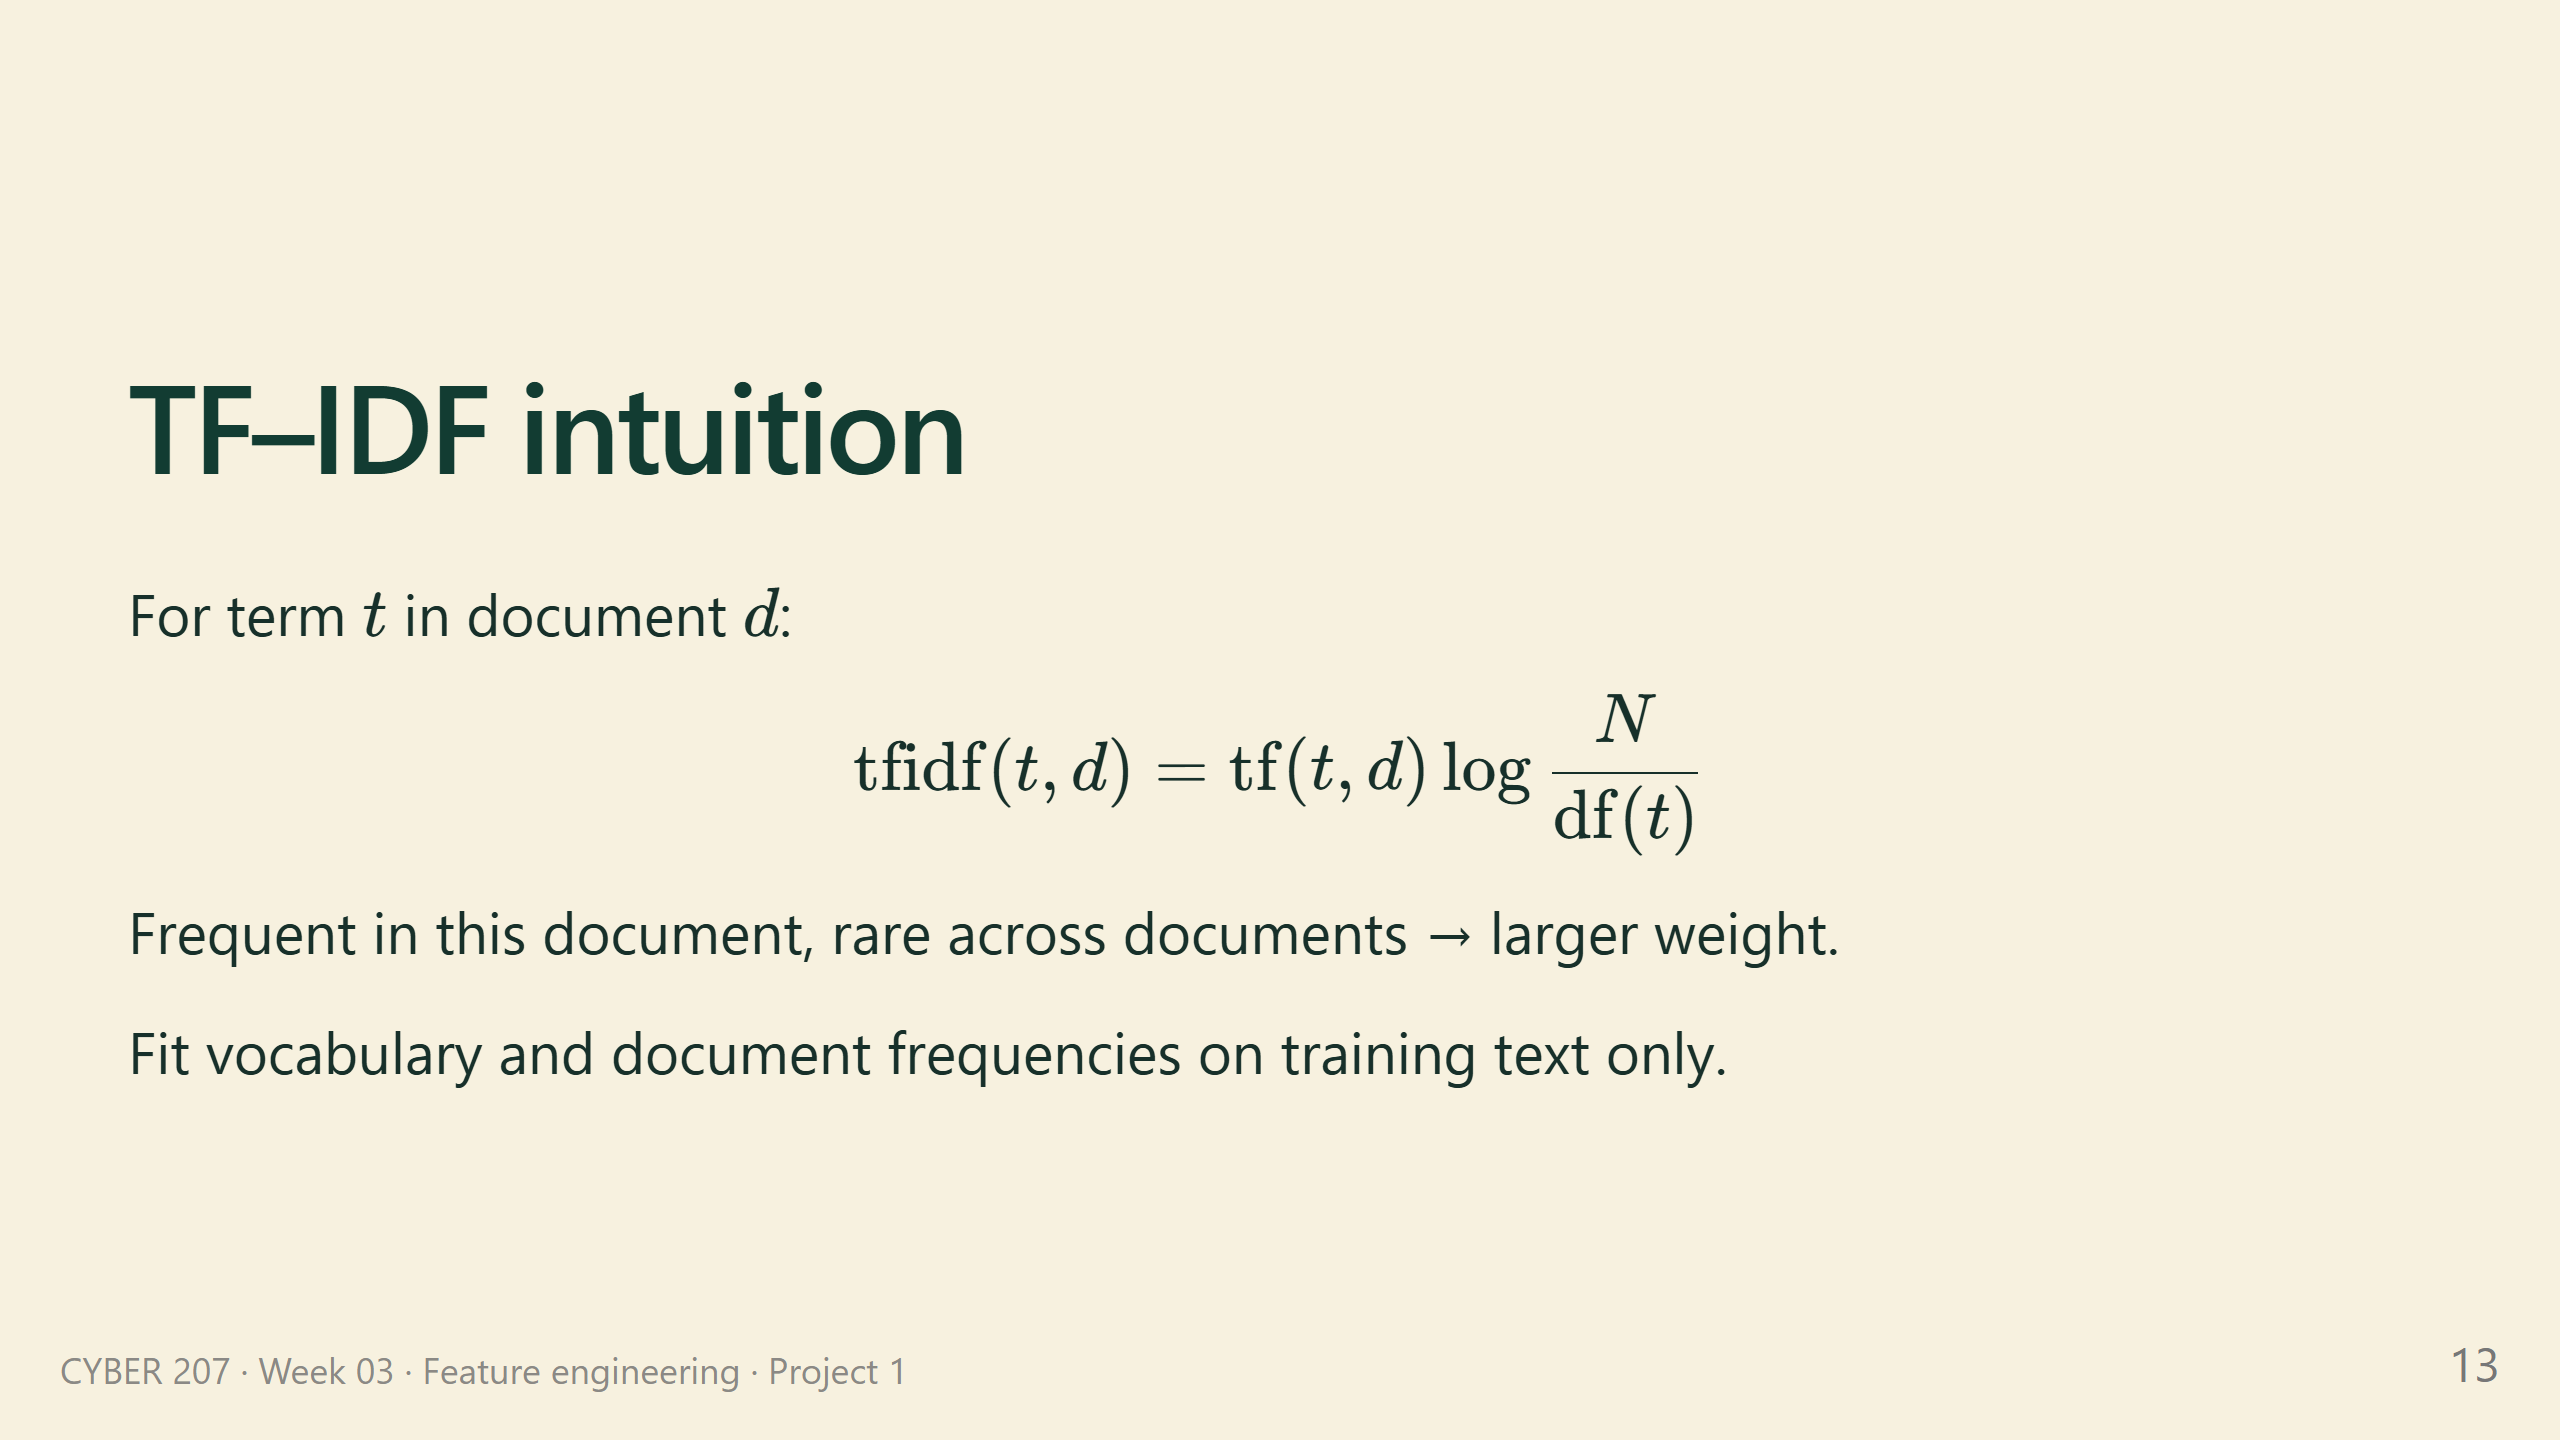 TF–IDF intuition
For term t in document d:
tfidf(t, d) = tf(t, d) log N / df(t)
Frequent in this document, rare across documents → larger weight.
Fit vocabulary and document frequencies on training text only.
CYBER 207 · Week 03 · Feature engineering · Project 1
13